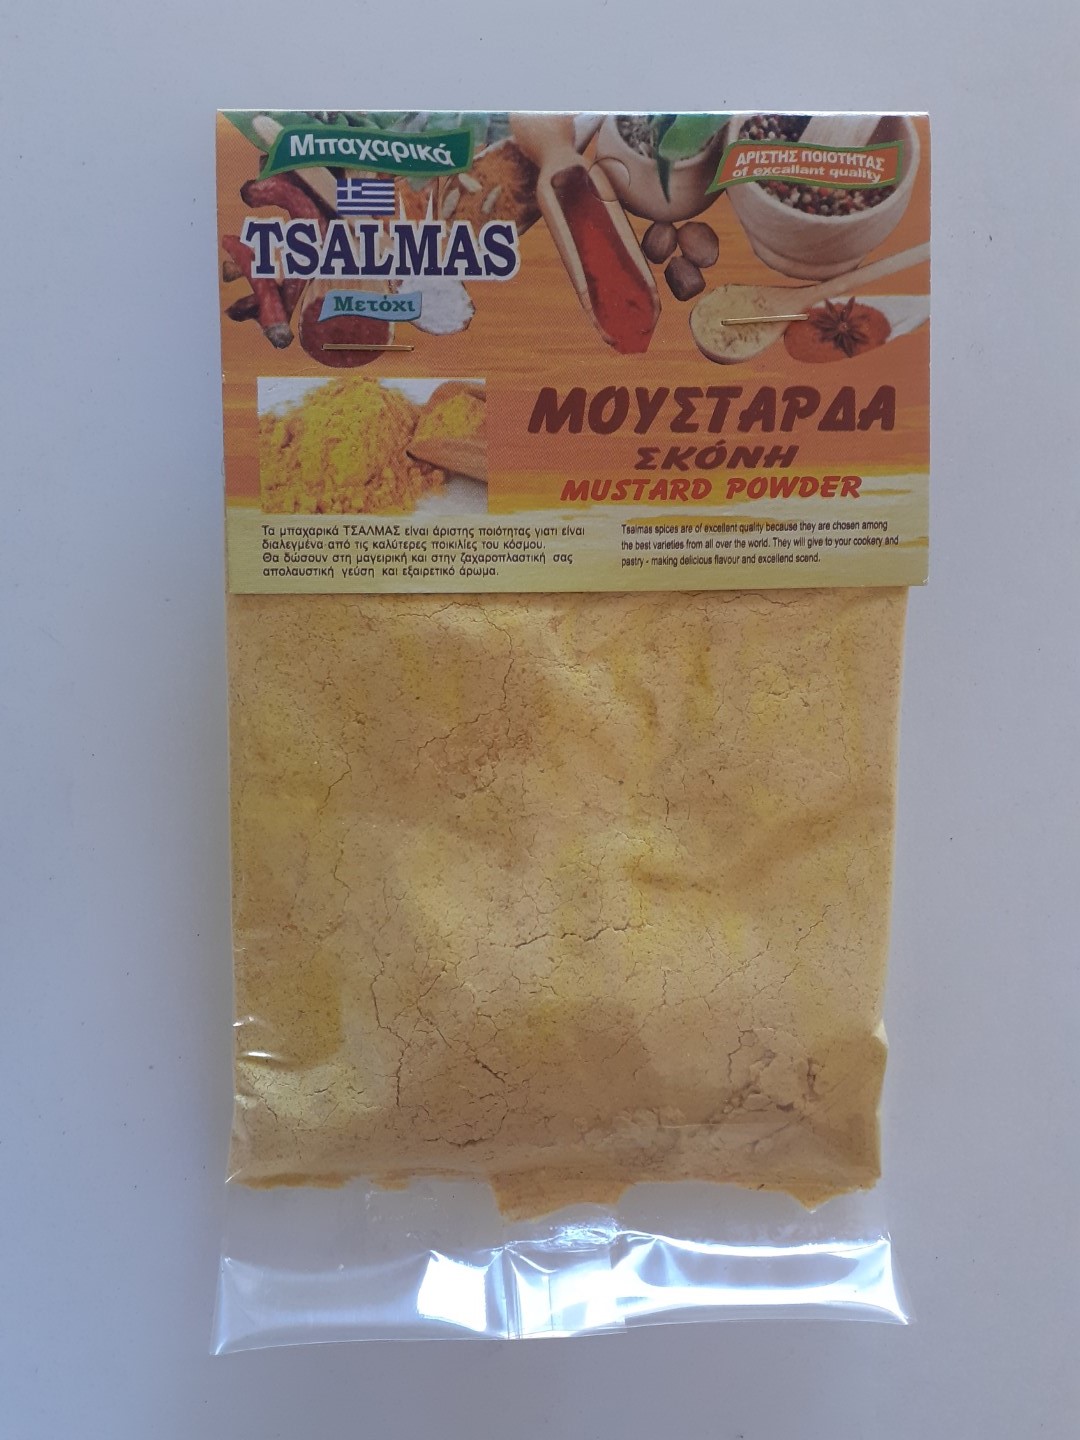 Μπαχαρικά
TSALMAS
Μετόχι
ΑΡΙΣΤΗΣ ΠΟΙΟΤΗΤΑΣ
of excallant quality
ΜΟΥΣΤΑΡΔΑ
ΣΚΟΝΗ
MUSTARD POWDER
Τα μπαχαρικά ΤΣΑΛΜΑΣ είναι άριστης ποιότητας γιατι είναι
διαλεγμένα από τις καλύτερες ποικιλίες του κόσμου.
Θα δώσουν στη μαγειρική και στην ζαχαροπλαστική σας
απολαυστική γεύση και εξαιρετικό άρωμα.
Tsalmas spices are of excellant quality because they are chosen among
the best varieties from all over the world. They will give to your cookery and
pastry - making delicious flavour and excellend scend.